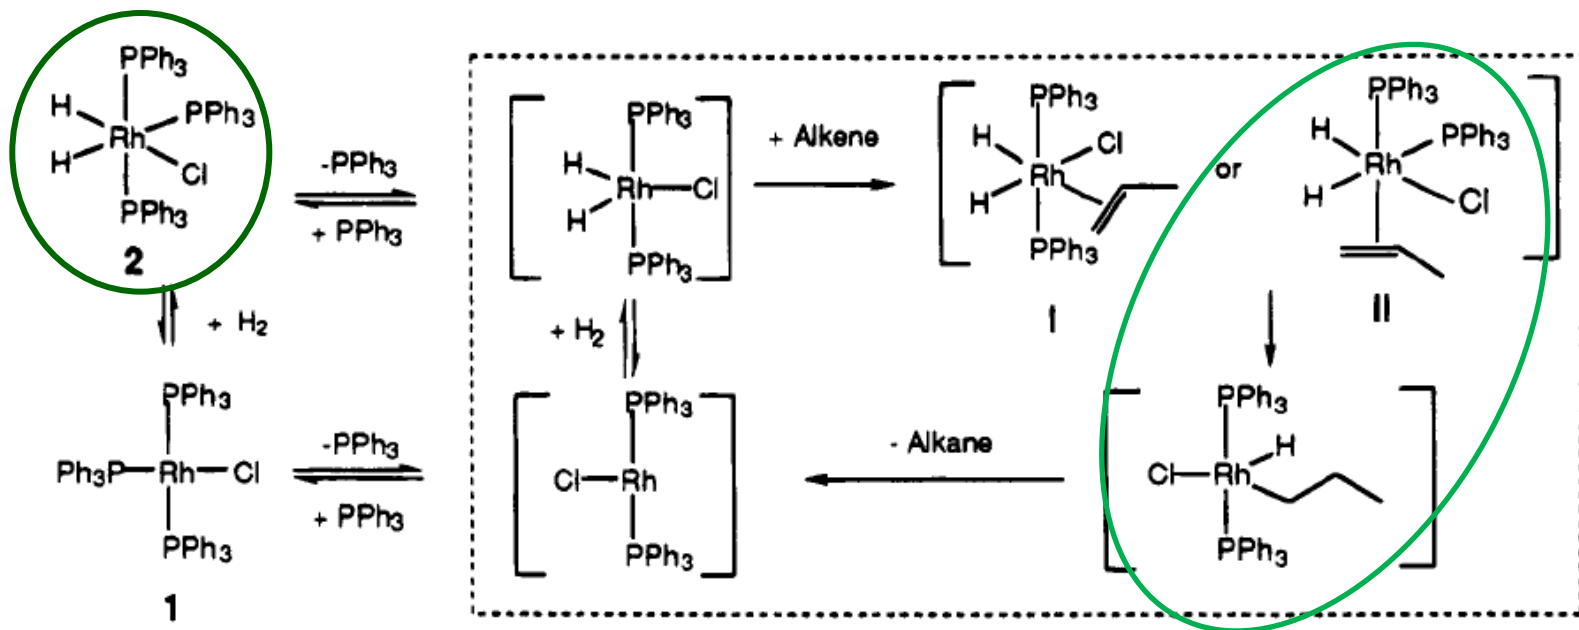 PPh3
H
PPh3
Rh
H
Cl
PPh3
2
-PPh3
+ PPh3
+ H2
PPh3
Ph3P Rh Cl
PPh3
1
-PPh3
+ PPh3
PPh3
H
Rh Cl
H
PPh3
+ H2
PPh3
Cl Rh
PPh3
+ Alkene
PPh3
H
Cl
Rh
H
PPh3
I
or
PPh3
H
PPh3
Rh
H
Cl
II
PPh3
H
Cl Rh
PPh3
- Alkane